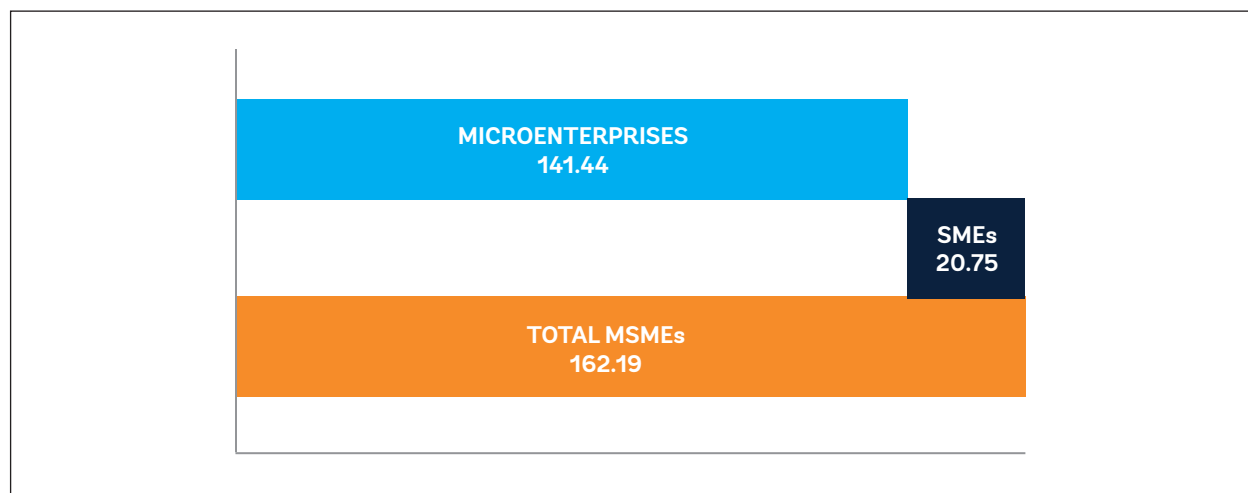 MICROENTERPRISES
141.44
SMEs
20.75
TOTAL MSMEs
162.19